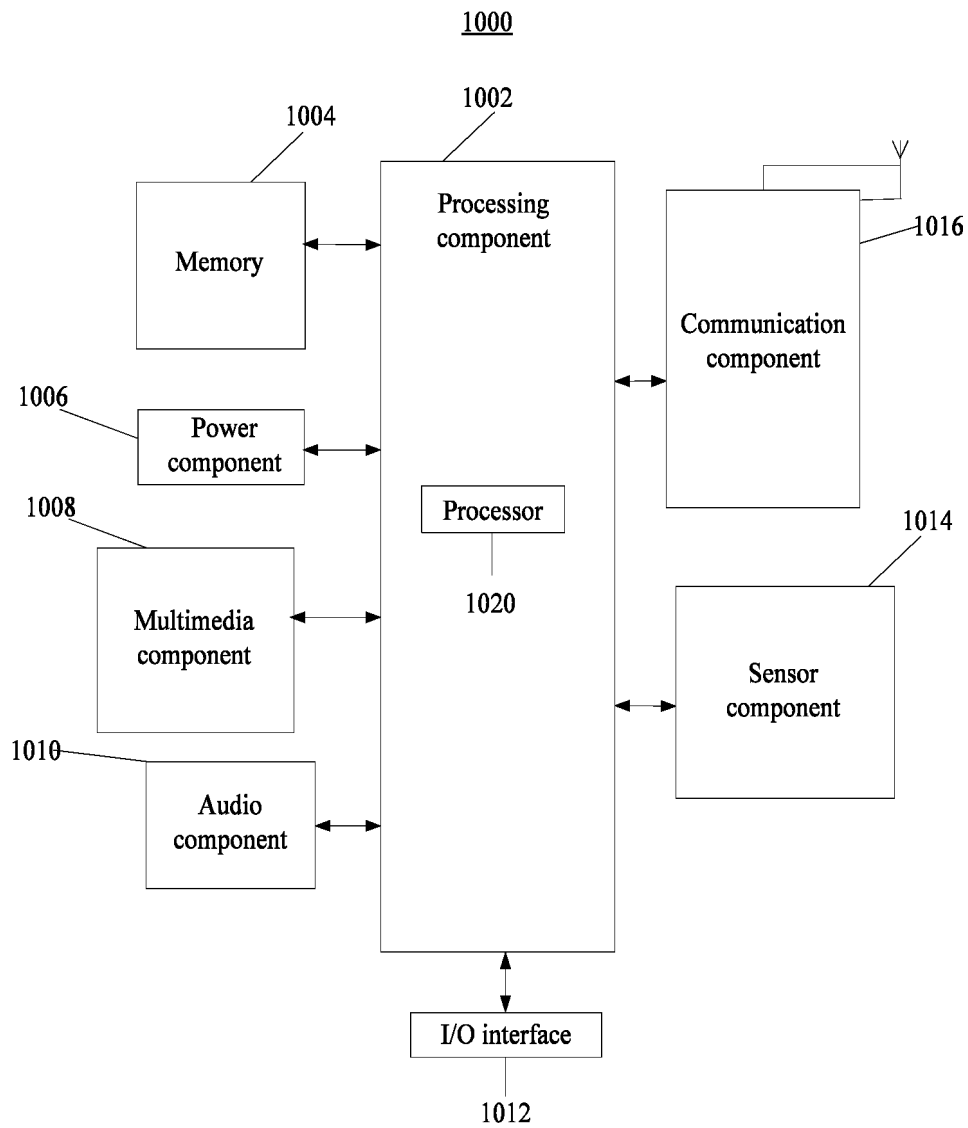 1000
1002
1004
Processing
component
1016
Memory
Communication
component
1006
Power
component
1008
Processor
1014
1020
Multimedia
component
Sensor
component
1010
Audio
component
I/O interface
1012